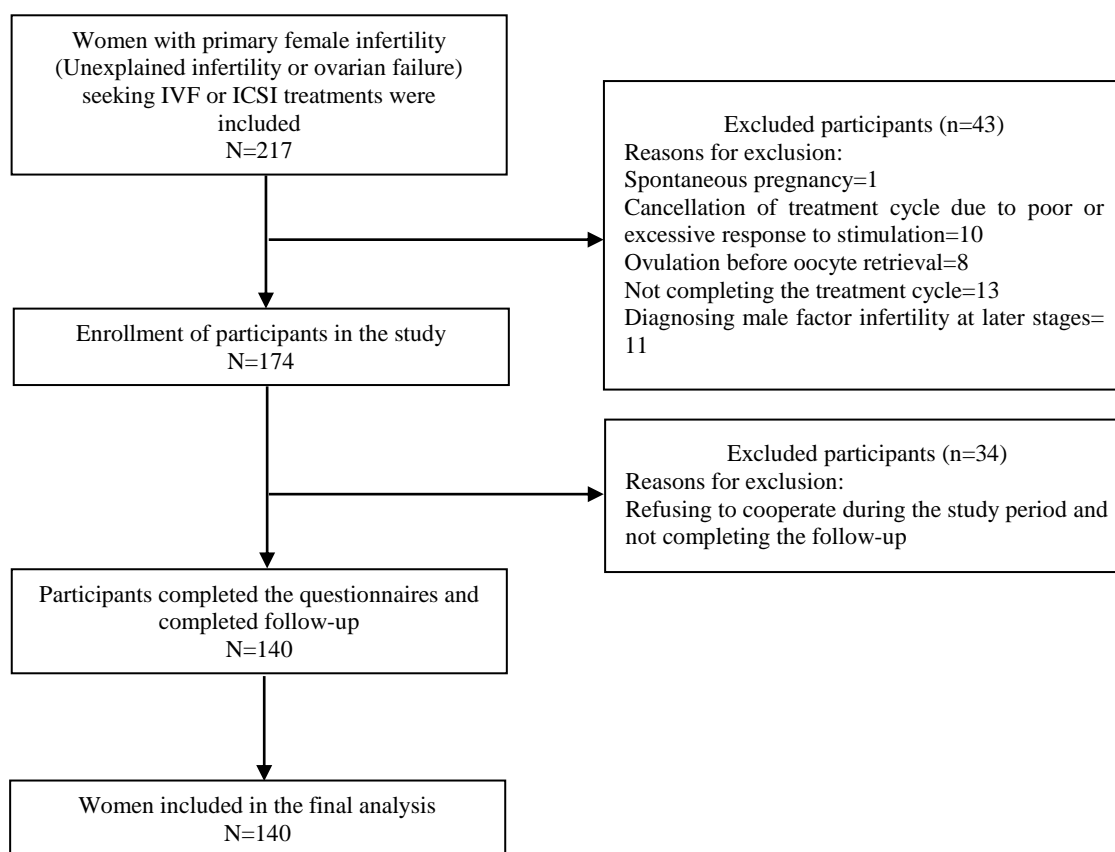 Women with primary female infertility
(Unexplained infertility or ovarian failure)
seeking IVF or ICSI treatments were
included
N=217
Excluded participants (n=43)
Reasons for exclusion:
Spontaneous pregnancy=1
Cancellation of treatment cycle due to poor or
excessive response to stimulation=10
Ovulation before oocyte retrieval=8
Not completing the treatment cycle=13
Diagnosing male factor infertility at later stages=
11
Enrollment of participants in the study
N=174
Excluded participants (n=34)
Reasons for exclusion:
Refusing to cooperate during the study period and
not completing the follow-up
Participants completed the questionnaires and
completed follow-up
N=140
Women included in the final analysis
N=140